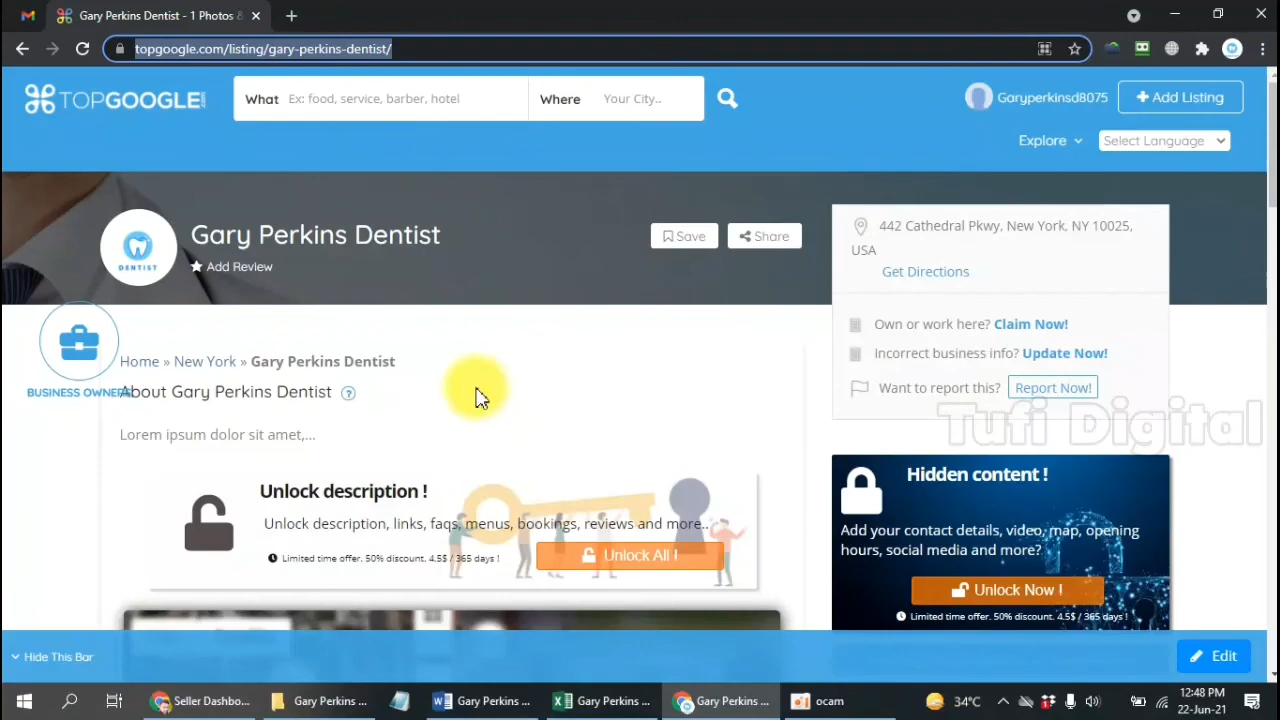 Gary Perkins Dentist - 1 Photos &
topgoogle.com/listing/gary-perkins-dentist/
TOPGOOGLE.com
What Ex: food, service, barber, hotel
Where Your City..
Garyperkinsd8075
Add Listing
Explore
Select Language
Gary Perkins Dentist
Add Review
DENTIST
Save
Share
442 Cathedral Pkwy, New York, NY 10025,
USA
Get Directions
Own or work here? Claim Now!
Incorrect business info? Update Now!
Want to report this? Report Now!
BUSINESS OWNERS
Home » New York » Gary Perkins Dentist
About Gary Perkins Dentist ?
Lorem ipsum dolor sit amet,...
Tufi Digital
Unlock description !
Unlock description, links, faqs, menus, bookings, reviews and more..
Limited time offer. 50% discount. 4.5$ / 365 days !
Unlock All !
Hidden content !
Add your contact details, video, map, opening
hours, social media and more?
Unlock Now !
Limited time offer. 50% discount. 4.5$ / 365 days !
Hide This Bar
Edit
Seller Dashbo...
Gary Perkins ...
Gary Perkins ...
Gary Perkins ...
Gary Perkins ...
ocam
34°C
12:48 PM
22-Jun-21